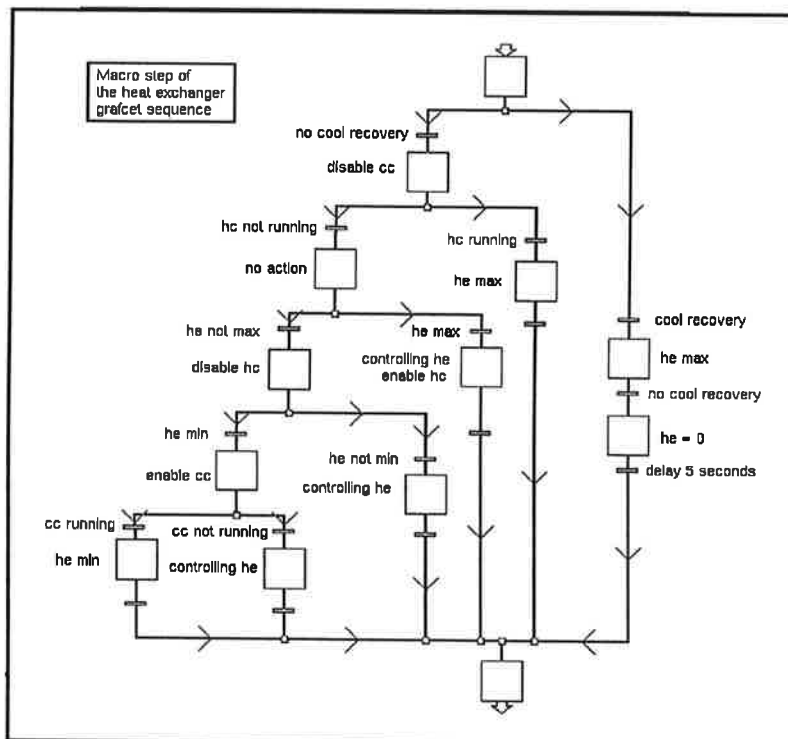 Macro step of
the heat exchanger
grafcet sequence
no cool recovery
disable cc
hc not running
hc running
no action
he max
he not max
he max
cool recovery
controlling he
enable hc
he max
disable hc
no cool recovery
he min
he not min
he = 0
enable cc
controlling he
delay 5 seconds
cc running
cc not running
he min
controlling he